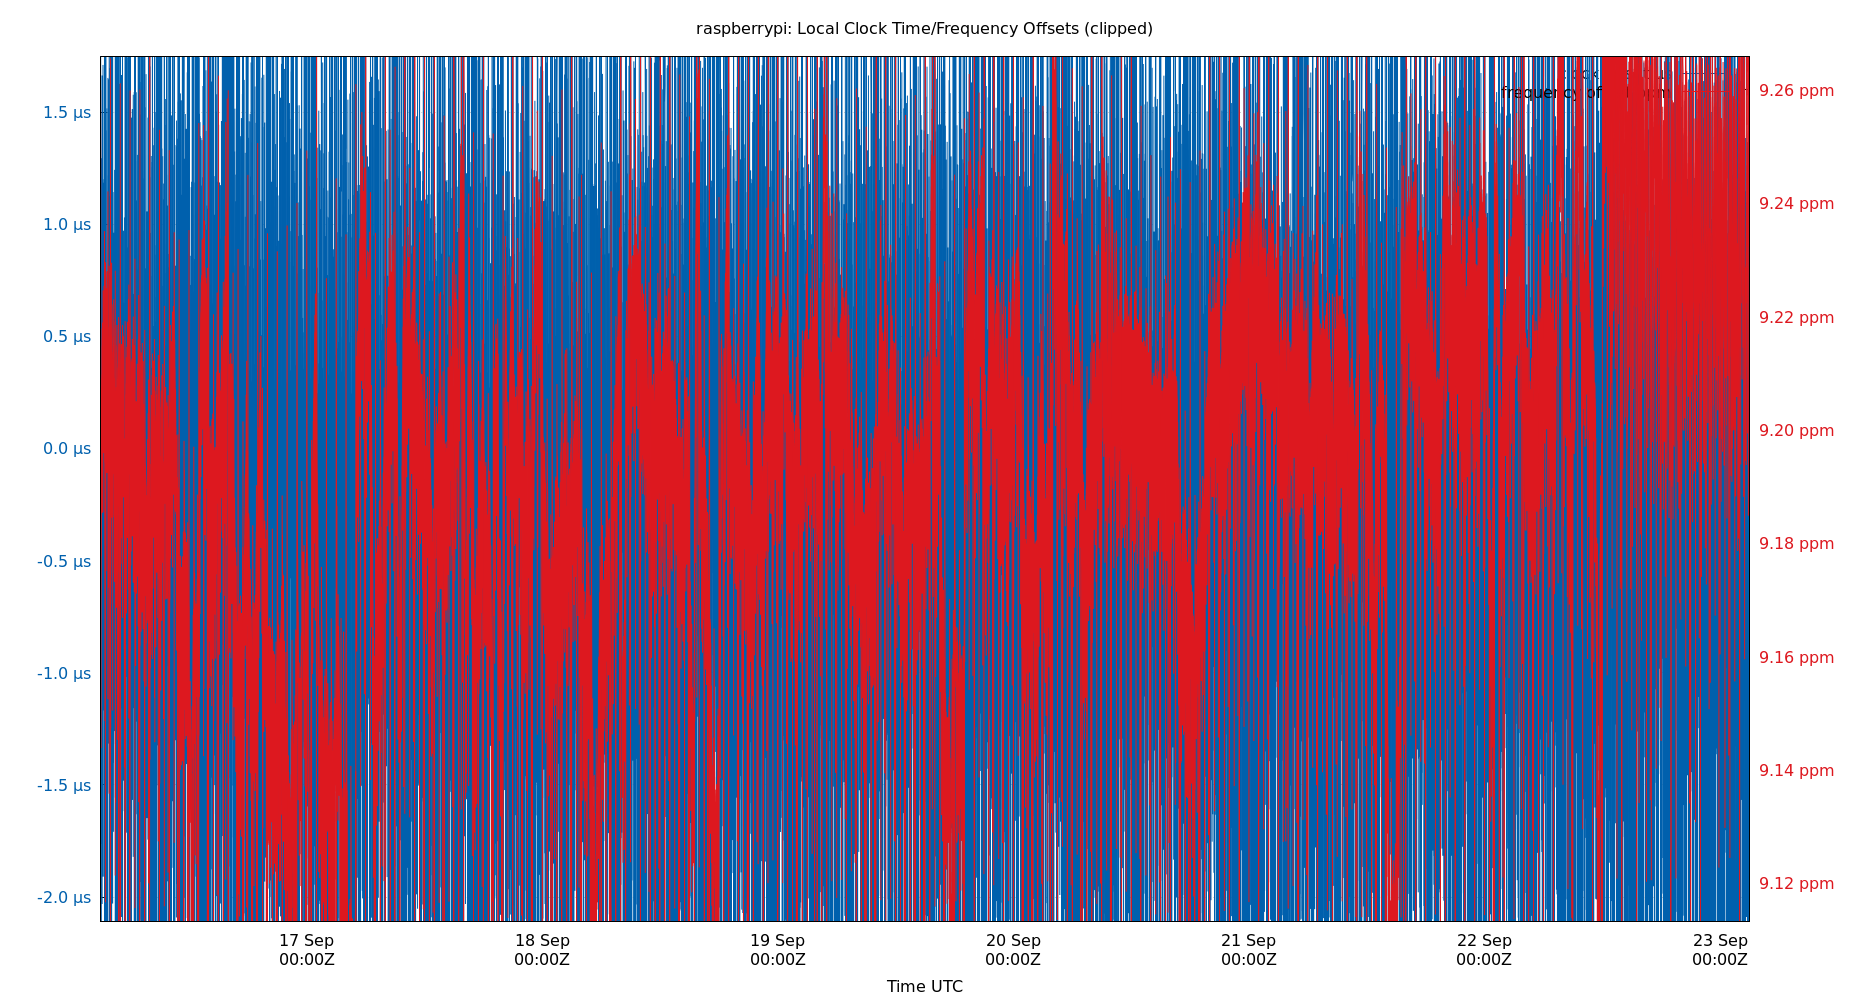 raspberrypi: Local Clock Time/Frequency Offsets (clipped)
frequency of ppm
1.5 µs
1.0 µs
0.5 µs
0.0 µs
-0.5 µs
-1.0 µs
-1.5 µs
-2.0 µs
9.26 ppm
9.24 ppm
9.22 ppm
9.20 ppm
9.18 ppm
9.16 ppm
9.14 ppm
9.12 ppm
17 Sep
00:00Z
18 Sep
00:00Z
19 Sep
00:00Z
20 Sep
00:00Z
21 Sep
00:00Z
22 Sep
00:00Z
23 Sep
00:00Z
Time UTC